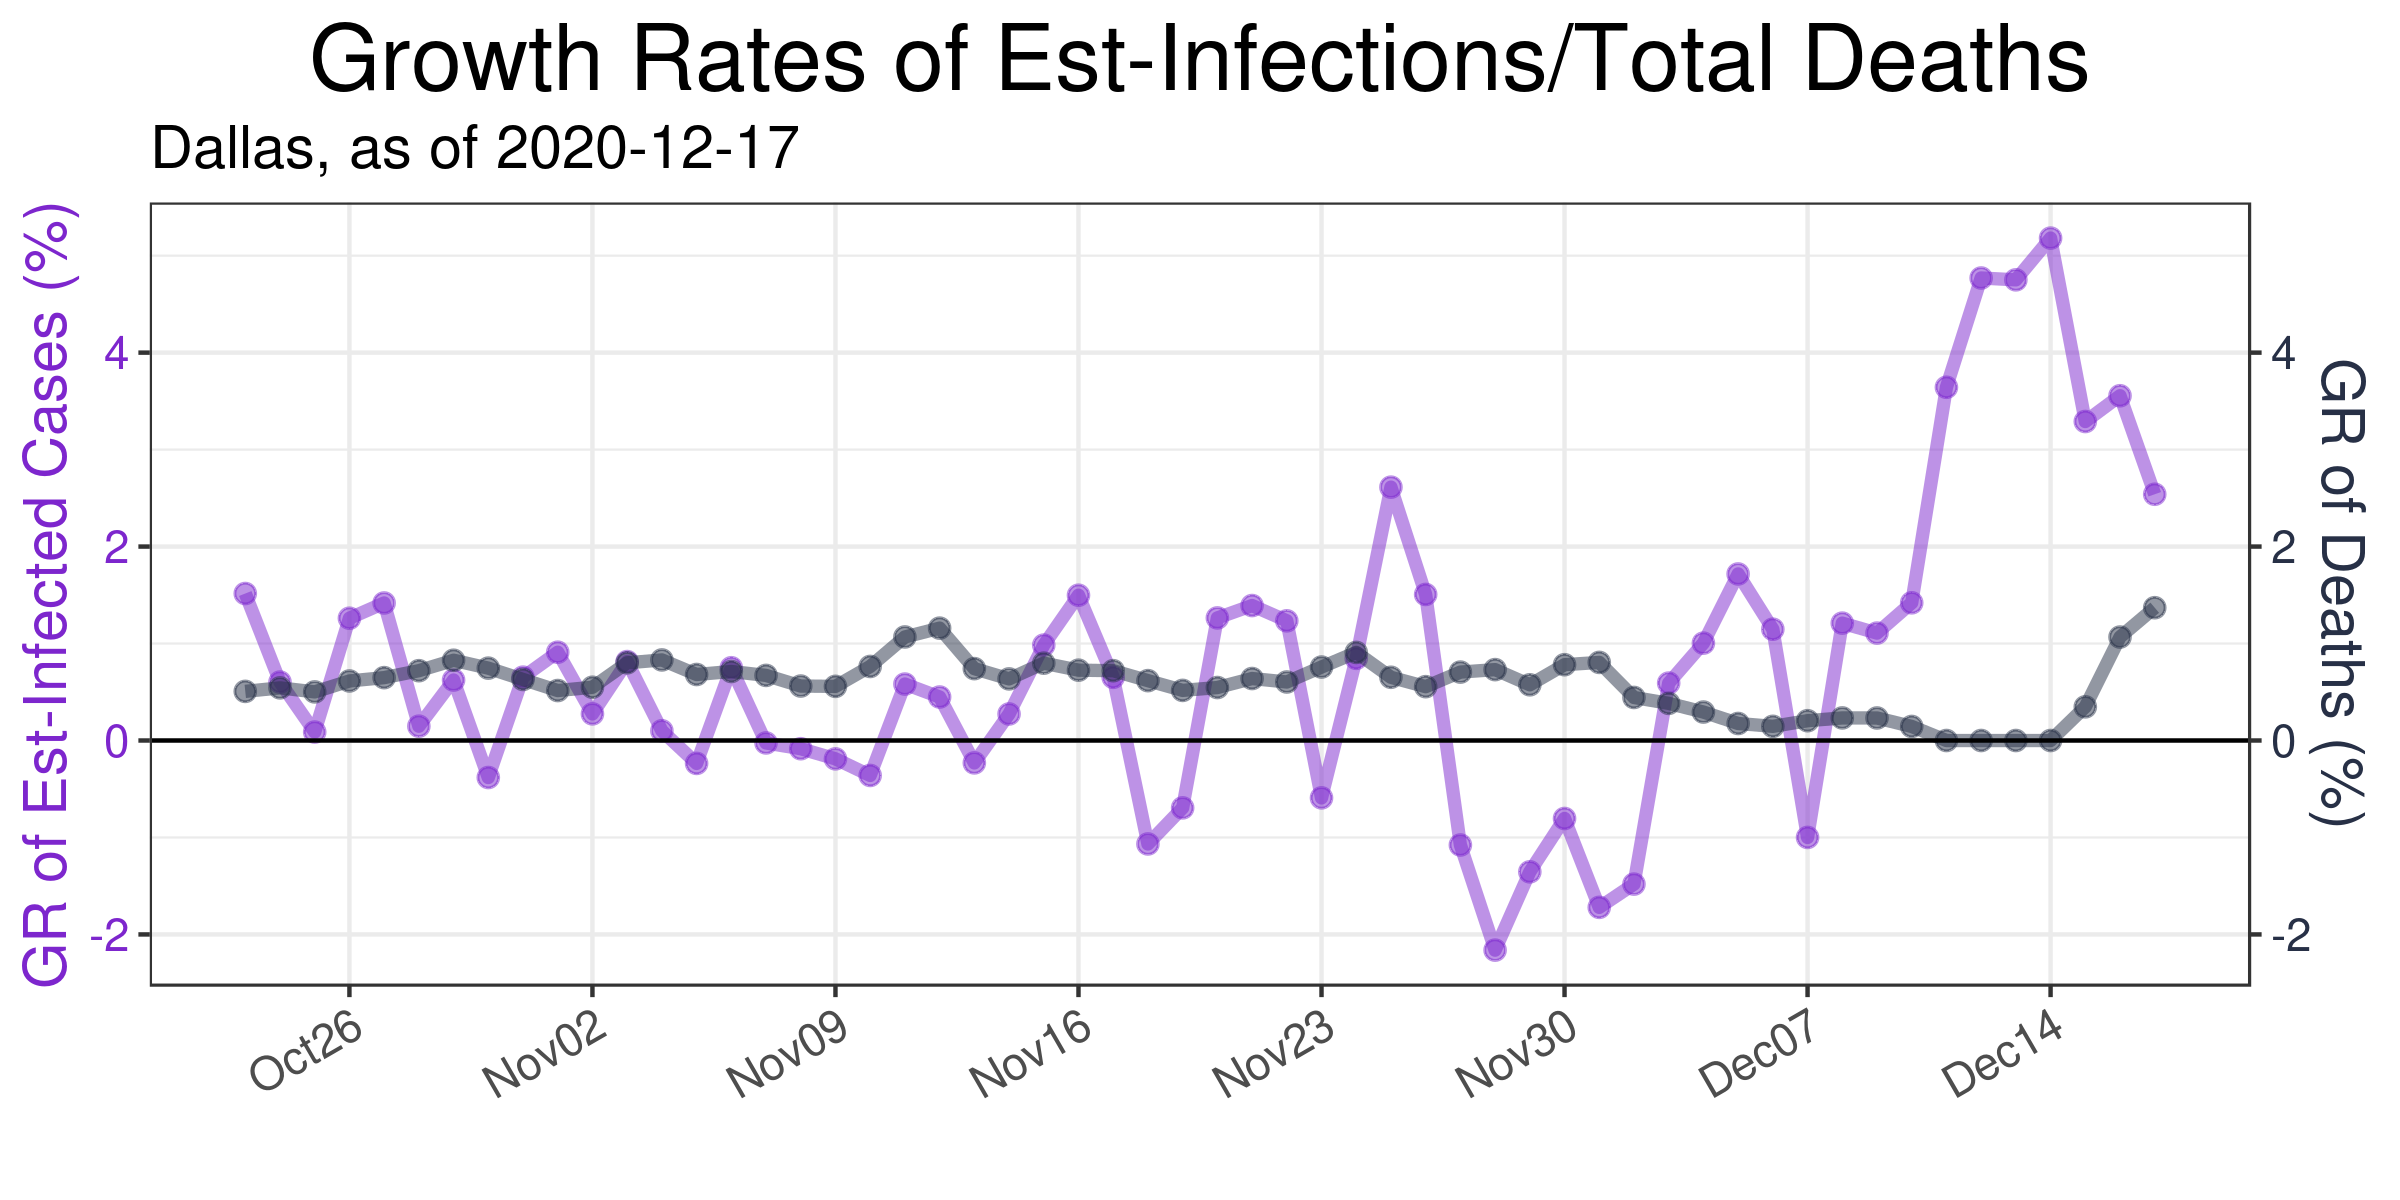 Growth Rates of Est-Infections/Total Deaths
Dallas, as of 2020-12-17
GR of Est-Infected Cases (%)
4
2
0
-2
4
2
0
-2
GR of Deaths (%)
Oct26
Nov02
Nov09
Nov16
Nov23
Nov30
Dec07
Dec14